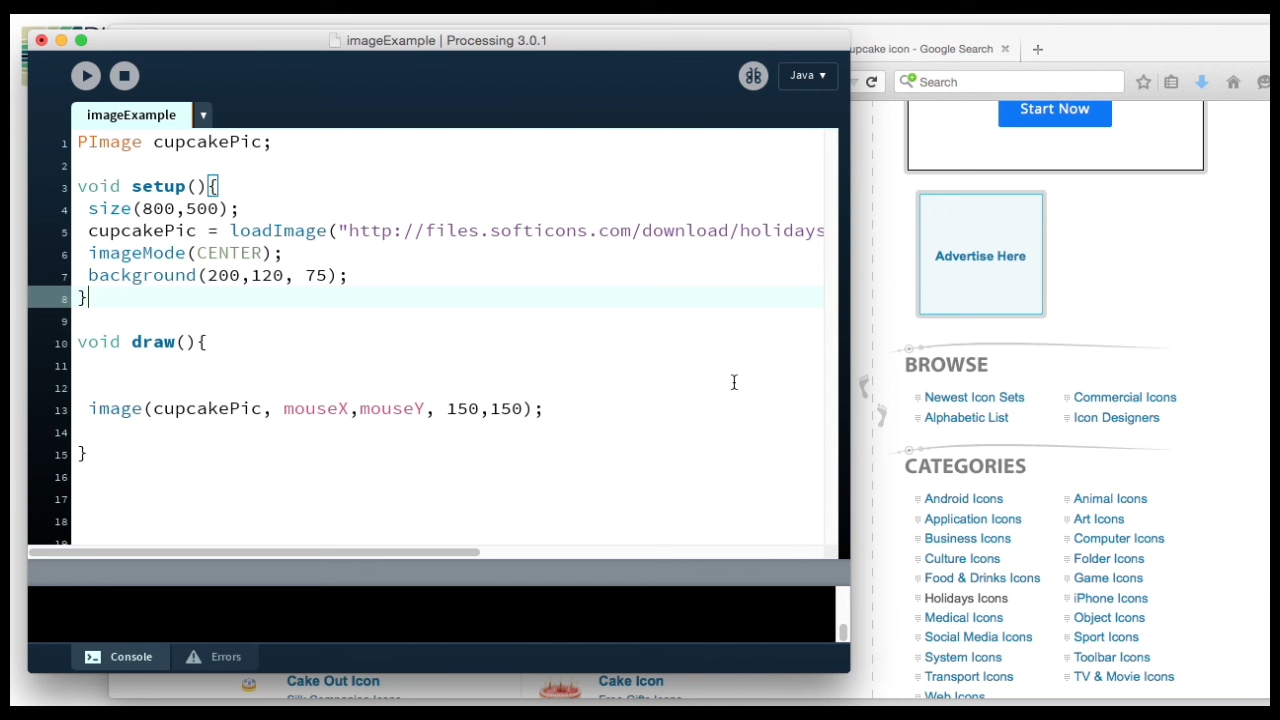 imageExample | Processing 3.0.1
Java ▾
imageExample ▾
1 PImage cupcakePic;
2
3 void setup(){
4 size(800,500);
5 cupcakePic = loadImage("http://files.softicons.com/download/holidays
6 imageMode(CENTER);
7 background(200,120, 75);
8 }
9
10 void draw(){
11
12
13 image(cupcakePic, mouseX,mouseY, 150,150);
14
15 }
16
17
18
19
Console
Errors
upcake icon - Google Search
Search
Start Now
Advertise Here
BROWSE
Newest Icon Sets
Commercial Icons
Alphabetic List
Icon Designers
CATEGORIES
Android Icons
Animal Icons
Application Icons
Art Icons
Business Icons
Computer Icons
Culture Icons
Folder Icons
Food & Drinks Icons
Game Icons
Holidays Icons
iPhone Icons
Medical Icons
Object Icons
Social Media Icons
Sport Icons
System Icons
Toolbar Icons
Transport Icons
TV & Movie Icons
Web Icons
Cake Out Icon
Cake Icon